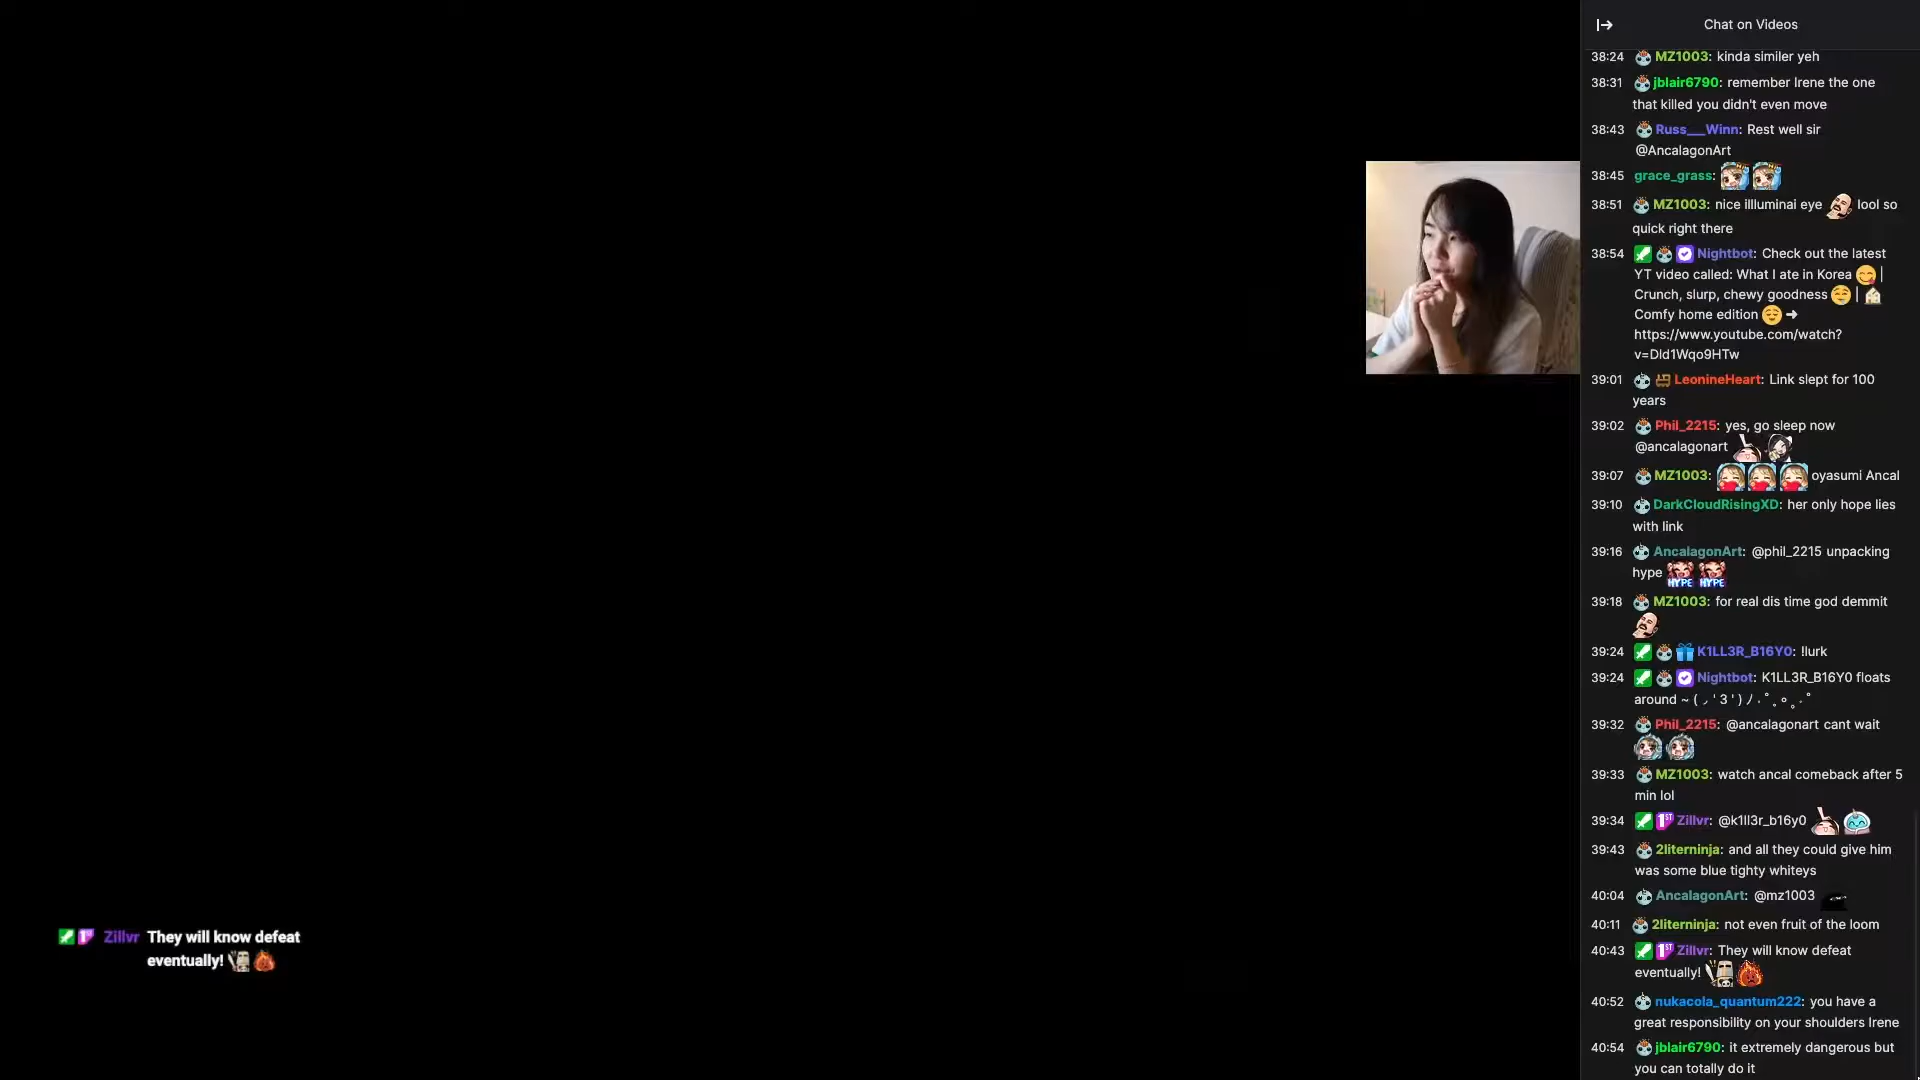 Chat on Videos
38:24 MZ1003: kinda similer yeh
38:31 jblair6790: remember Irene the one
that killed you didn't even move
38:43 Russ___Winn: Rest well sir
@AncalagonArt
38:45 grace_grass:
38:51 MZ1003: nice illluminai eye lool so
quick right there
38:54 Nightbot: Check out the latest
YT video called: What I ate in Korea 😋 |
Crunch, slurp, chewy goodness 🤤 | 🏠
Comfy home edition 😌 ➜
https://www.youtube.com/watch?
v=Dld1Wqo9HTw
39:01 LeonineHeart: Link slept for 100
years
39:02 Phil_2215: yes, go sleep now
@ancalagonart
39:07 MZ1003: oyasumi Ancal
39:10 DarkCloudRisingXD: her only hope lies
with link
39:16 AncalagonArt: @phil_2215 unpacking
hype HYPE HYPE
39:18 MZ1003: for real dis time god demmit
39:24 K1LL3R_B16Y0: !lurk
39:24 Nightbot: K1LL3R_B16Y0 floats
around ~
39:32 Phil_2215: @ancalagonart cant wait
39:33 MZ1003: watch ancal comeback after 5
min lol
39:34 1ST Zillvr: @k1ll3r_b16y0
39:43 2literninja: and all they could give him
was some blue tighty whiteys
40:04 AncalagonArt: @mz1003
40:11 2literninja: not even fruit of the loom
40:43 1ST Zillvr: They will know defeat
eventually!
40:52 nukacola_quantum222: you have a
great responsibility on your shoulders Irene
40:54 jblair6790: it extremely dangerous but
you can totally do it
Zillvr They will know defeat
eventually!